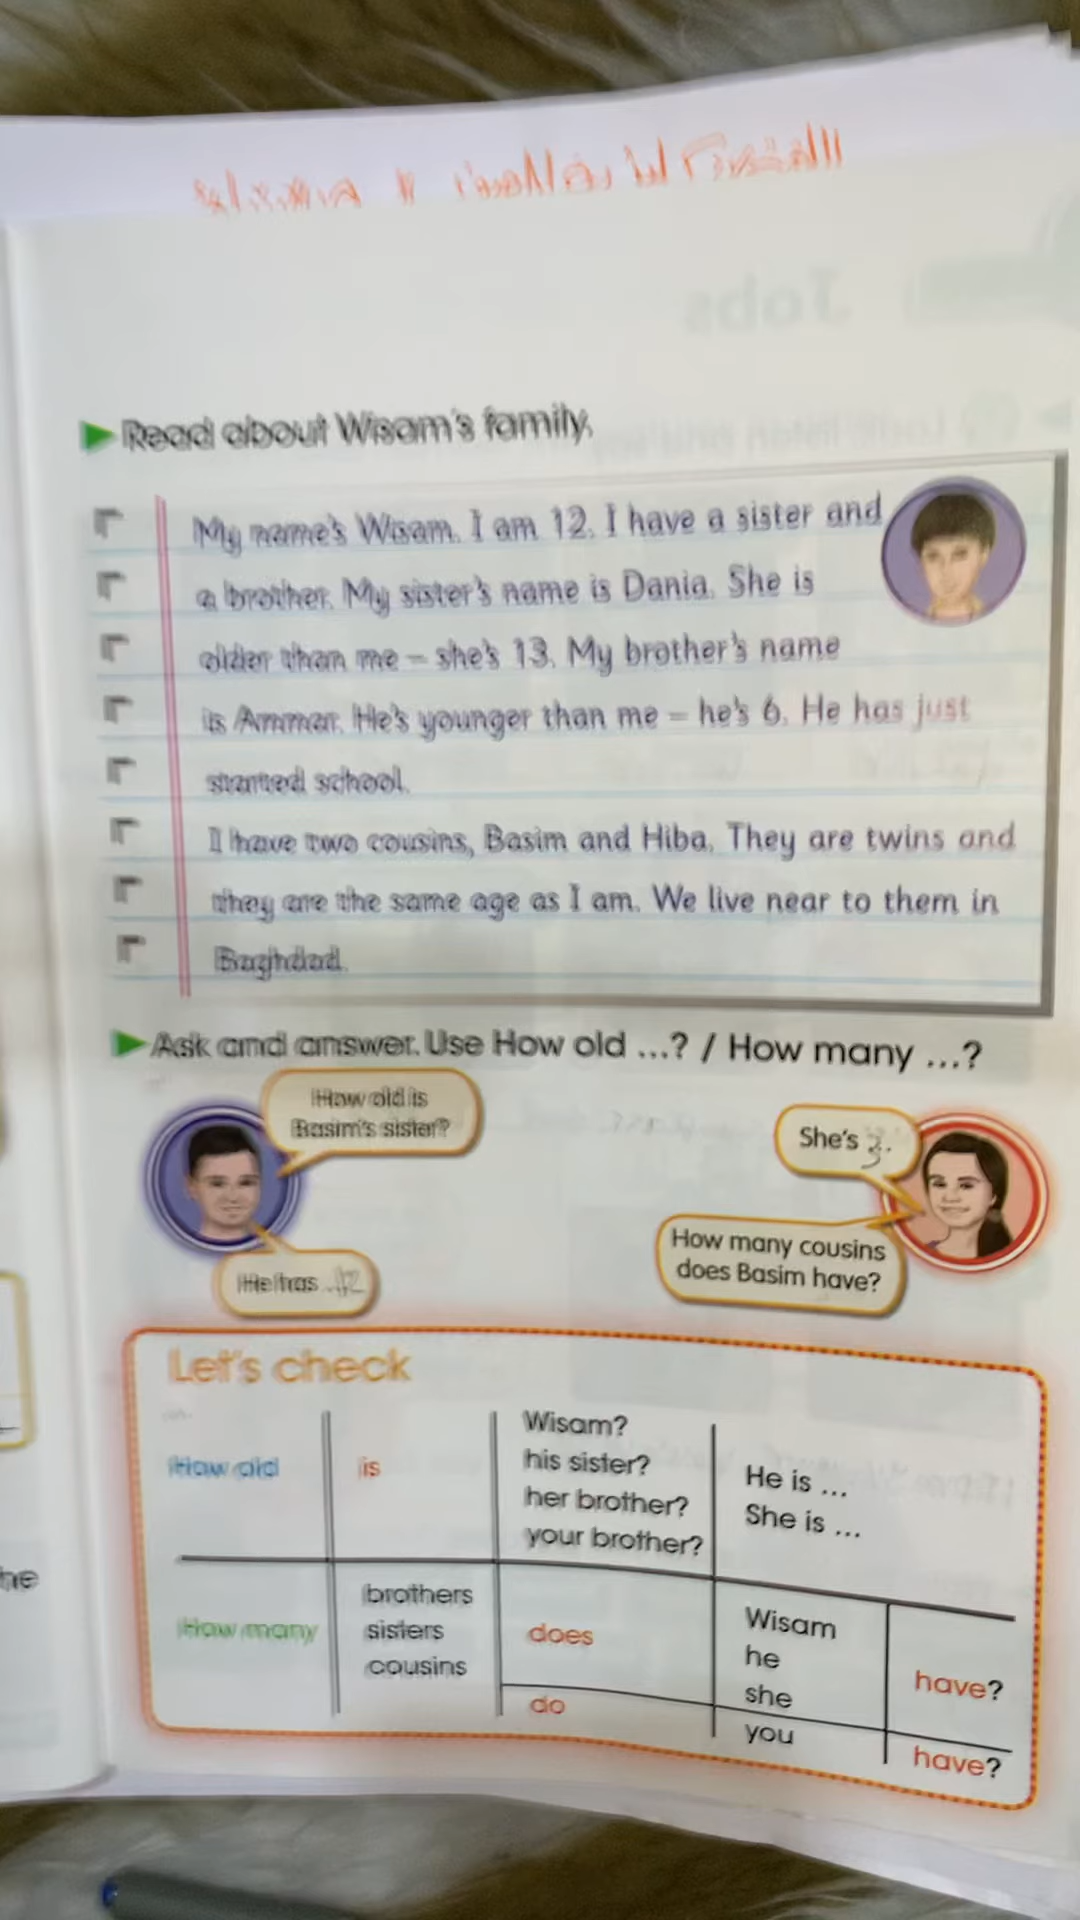 Read about Wisam's family.
My name's Wisam. I am 12. I have a sister and
a brother. My sister's name is Dania. She is
older than me – she's 13. My brother's name
is Ammar. He's younger than me – he's 6. He has just
started school.
I have two cousins, Basim and Hiba. They are twins and
they are the same age as I am. We live near to them in
Baghdad.
Ask and answer. Use How old ...? / How many ...?
How old is
Basim's sister?
She's
How many cousins
does Basim have?
He has
Let's check
How old is
Wisam?
his sister?
her brother?
your brother?
He is ...
She is ...
How many
brothers
sisters
cousins
does
Wisam
he
she
have?
do
you
have?
he